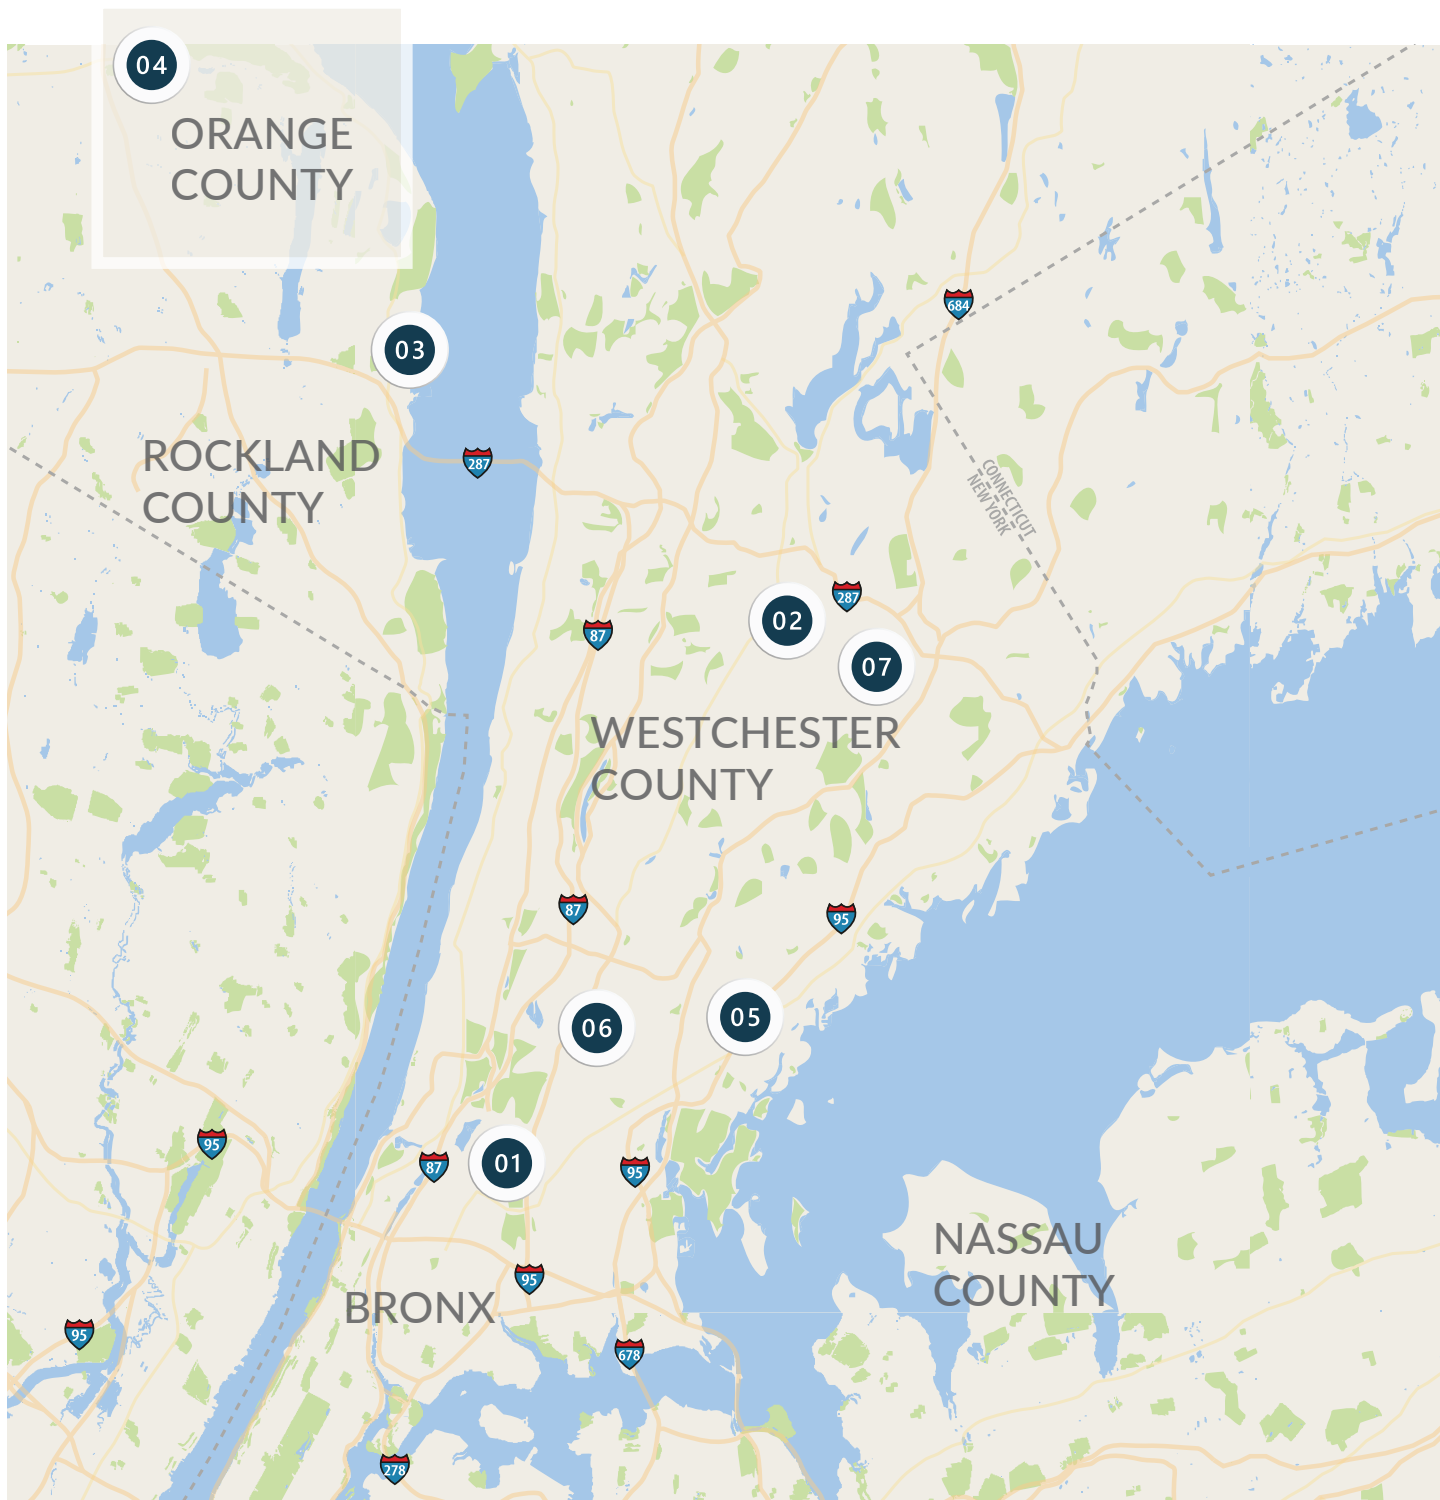 04
ORANGE
COUNTY
684
03
ROCKLAND
COUNTY
287
CONNECTICUT
NEW YORK
287
02
87
07
WESTCHESTER
COUNTY
87
95
05
06
95
87
01
95
NASSAU
COUNTY
95
BRONX
95
678
278